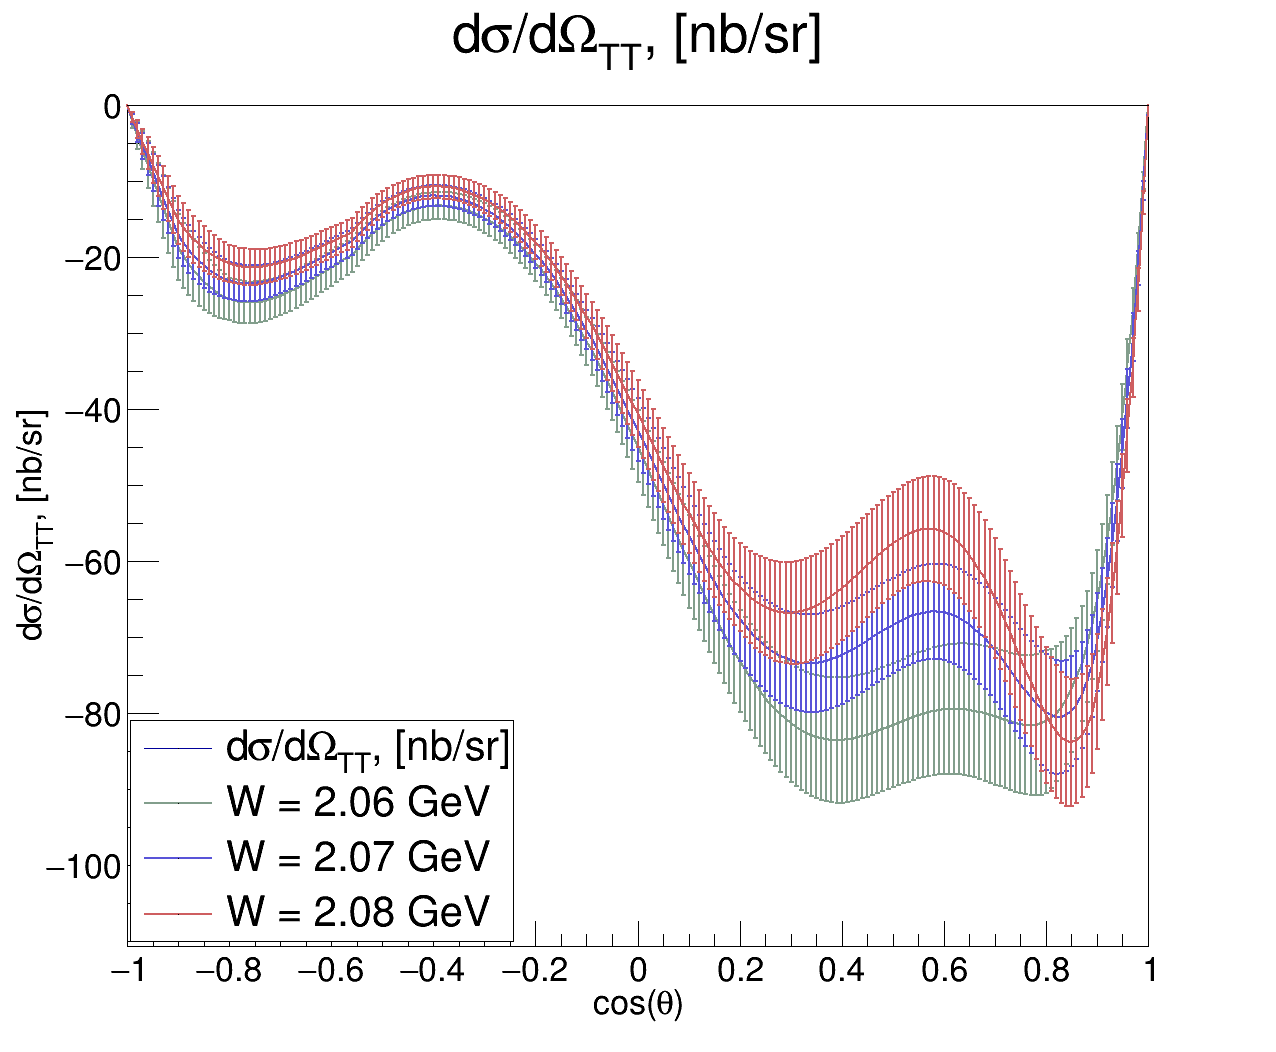 dσ/dΩTT, [nb/sr]
dσ/dΩTT, [nb/sr]
0
−20
−40
−60
−80
−100
dσ/dΩTT, [nb/sr]
W = 2.06 GeV
W = 2.07 GeV
W = 2.08 GeV
−1 −0.8 −0.6 −0.4 −0.2 0 0.2 0.4 0.6 0.8 1
cos(θ)